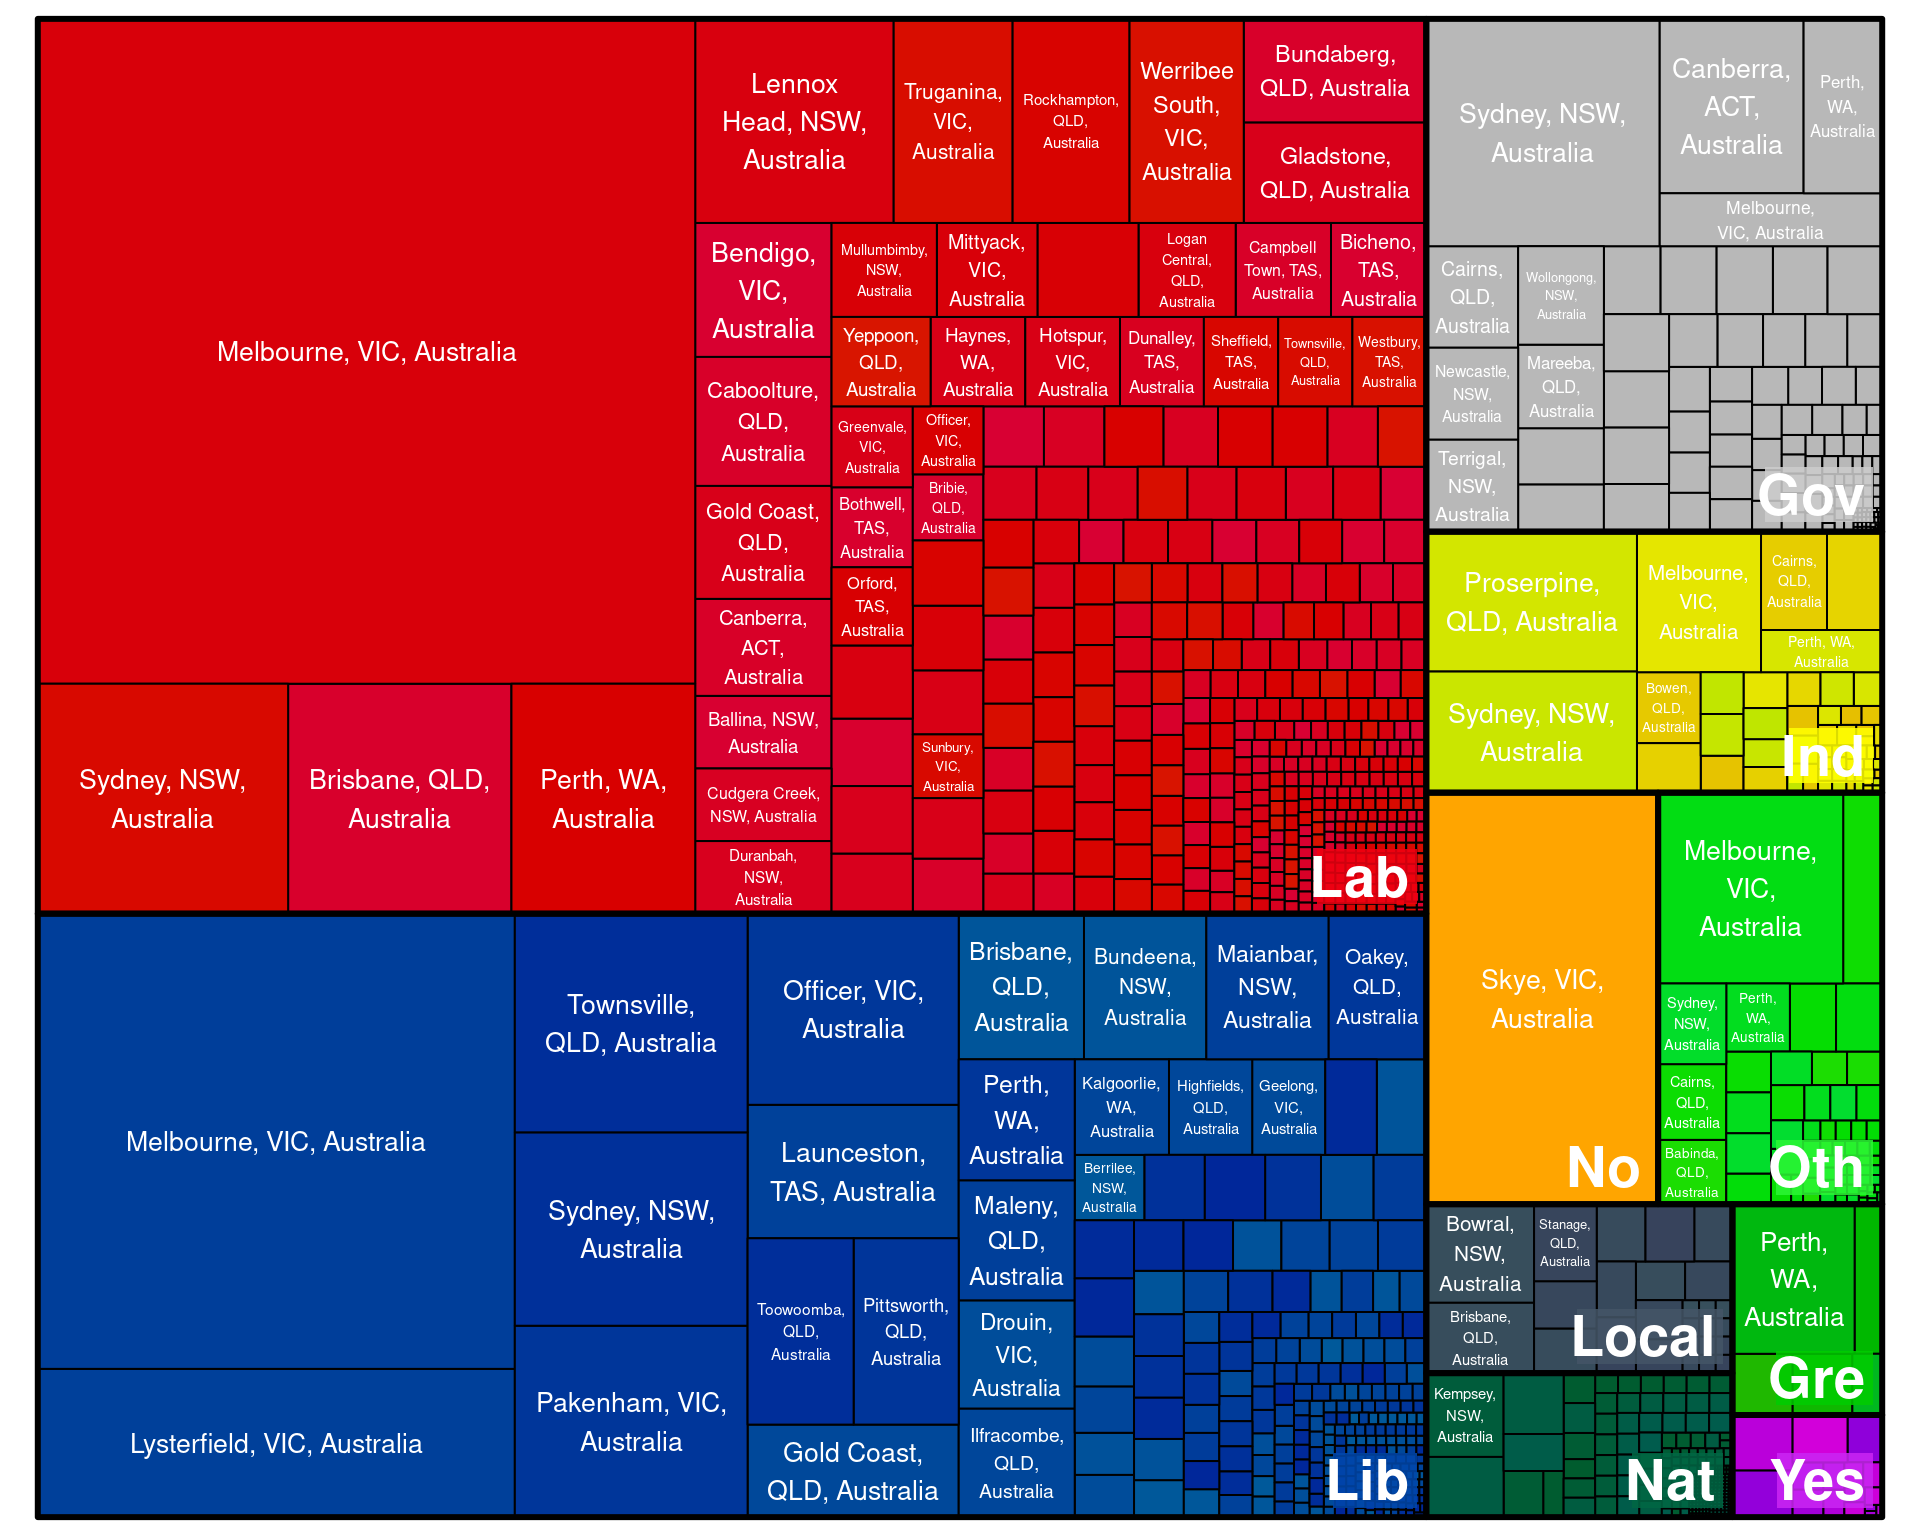 Melbourne, VIC, Australia
Sydney, NSW,
Australia
Brisbane, QLD,
Australia
Perth, WA,
Australia
Lennox
Head, NSW,
Australia
Truganina,
VIC,
Australia
Rockhampton,
QLD,
Australia
Werribee
South,
VIC,
Australia
Bundaberg,
QLD, Australia
Gladstone,
QLD, Australia
Bendigo,
VIC,
Australia
Caboolture,
QLD,
Australia
Gold Coast,
QLD,
Australia
Canberra,
ACT,
Australia
Ballina, NSW,
Australia
Cudgera Creek,
NSW, Australia
Duranbah,
NSW,
Australia
Mullumbimby,
NSW,
Australia
Mittyack,
VIC,
Australia
Logan
Central,
QLD,
Australia
Campbell
Town, TAS,
Australia
Bicheno,
TAS,
Australia
Yeppoon,
QLD,
Australia
Haynes,
WA,
Australia
Hotspur,
VIC,
Australia
Dunalley,
TAS,
Australia
Sheffield,
TAS,
Australia
Townsville,
QLD,
Australia
Westbury,
TAS,
Australia
Greenvale,
VIC,
Australia
Bothwell,
TAS,
Australia
Orford,
TAS,
Australia
Officer,
VIC,
Australia
Bribie,
QLD,
Australia
Sunbury,
VIC,
Australia
Lab
Melbourne, VIC, Australia
Lysterfield, VIC, Australia
Townsville,
QLD, Australia
Sydney, NSW,
Australia
Pakenham, VIC,
Australia
Officer, VIC,
Australia
Launceston,
TAS, Australia
Toowoomba,
QLD,
Australia
Pittsworth,
QLD,
Australia
Gold Coast,
QLD, Australia
Brisbane,
QLD,
Australia
Bundeena,
NSW,
Australia
Maianbar,
NSW,
Australia
Oakey,
QLD,
Australia
Perth,
WA,
Australia
Maleny,
QLD,
Australia
Drouin,
VIC,
Australia
Ilfracombe,
QLD,
Australia
Kalgoorlie,
WA,
Australia
Highfields,
QLD,
Australia
Geelong,
VIC,
Australia
Berrilee,
NSW,
Australia
Lib
Sydney, NSW,
Australia
Canberra,
ACT,
Australia
Perth,
WA,
Australia
Melbourne,
VIC, Australia
Cairns,
QLD,
Australia
Newcastle,
NSW,
Australia
Terrigal,
NSW,
Australia
Wollongong,
NSW,
Australia
Mareeba,
QLD,
Australia
Gov
Proserpine,
QLD, Australia
Sydney, NSW,
Australia
Melbourne,
VIC,
Australia
Cairns,
QLD,
Australia
Perth, WA,
Australia
Bowen,
QLD,
Australia
Ind
Skye, VIC,
Australia
No
Melbourne,
VIC,
Australia
Sydney,
NSW,
Australia
Perth,
WA,
Australia
Cairns,
QLD,
Australia
Babinda,
QLD,
Australia
Oth
Bowral,
NSW,
Australia
Stanage,
QLD,
Australia
Brisbane,
QLD,
Australia
Local
Perth,
WA,
Australia
Gre
Kempsey,
NSW,
Australia
Nat
Yes